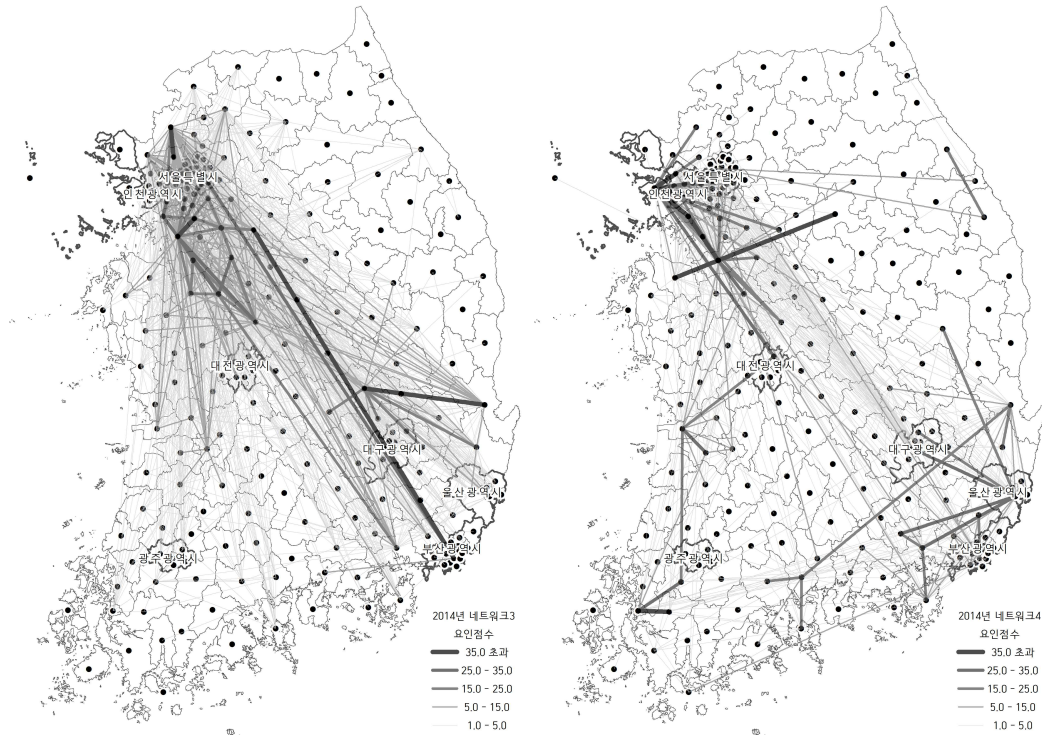 서울특별시
인천광역시
대전광역시
대구광역시
울산광역시
부산광역시
광주광역시
2014년 네트워크3
요인점수
35.0 초과
25.0 - 35.0
15.0 - 25.0
5.0 - 15.0
1.0 - 5.0
서울특별시
인천광역시
대전광역시
대구광역시
울산광역시
부산광역시
광주광역시
2014년 네트워크4
요인점수
35.0 초과
25.0 - 35.0
15.0 - 25.0
5.0 - 15.0
1.0 - 5.0